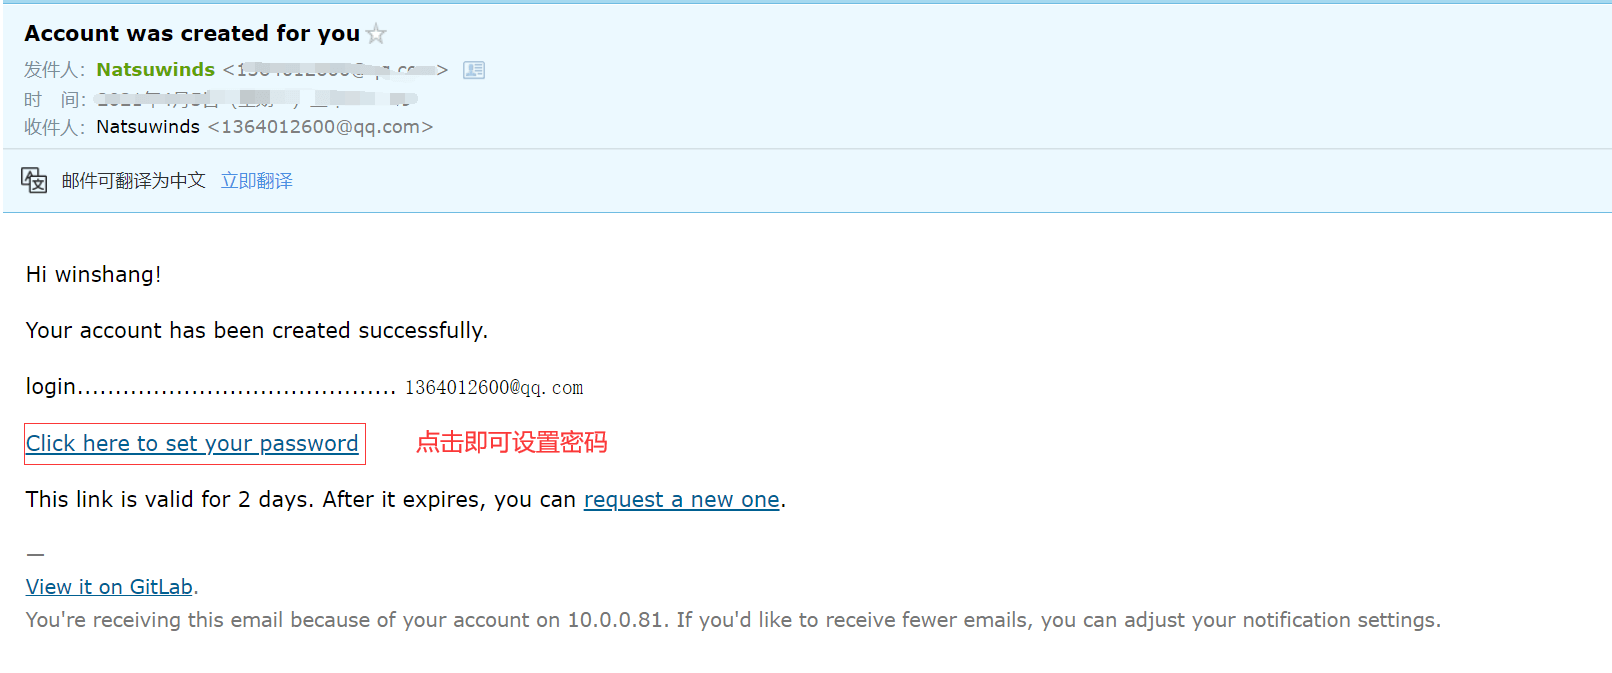 Account was created for you
发件人：Natsuwinds
时 间：
收件人：Natsuwinds <1364012600@qq.com>
邮件可翻译为中文 立即翻译
Hi winshang!
Your account has been created successfully.
login.......................................... 1364012600@qq.com
Click here to set your password 点击即可设置密码
This link is valid for 2 days. After it expires, you can request a new one.
—
View it on GitLab.
You're receiving this email because of your account on 10.0.0.81. If you'd like to receive fewer emails, you can adjust your notification settings.